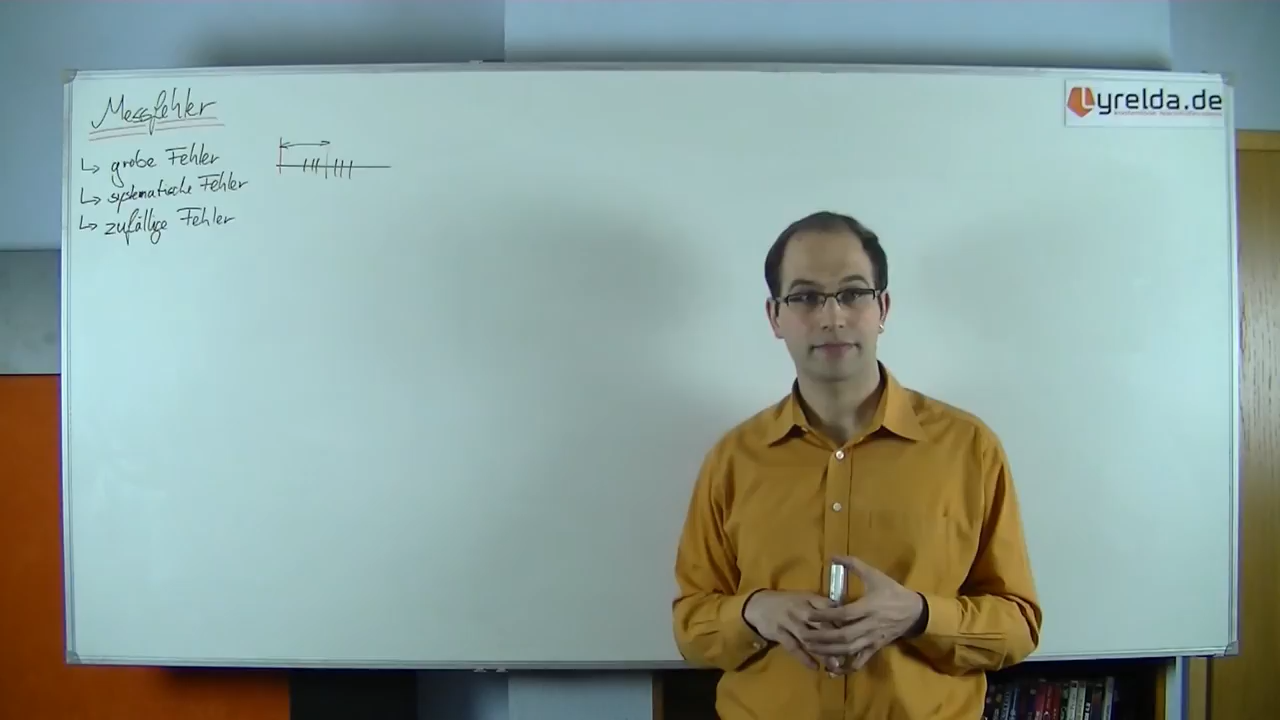 Messfehler
↳ grobe Fehler
↳ systematische Fehler
↳ zufällige Fehler
Lyrelda.de